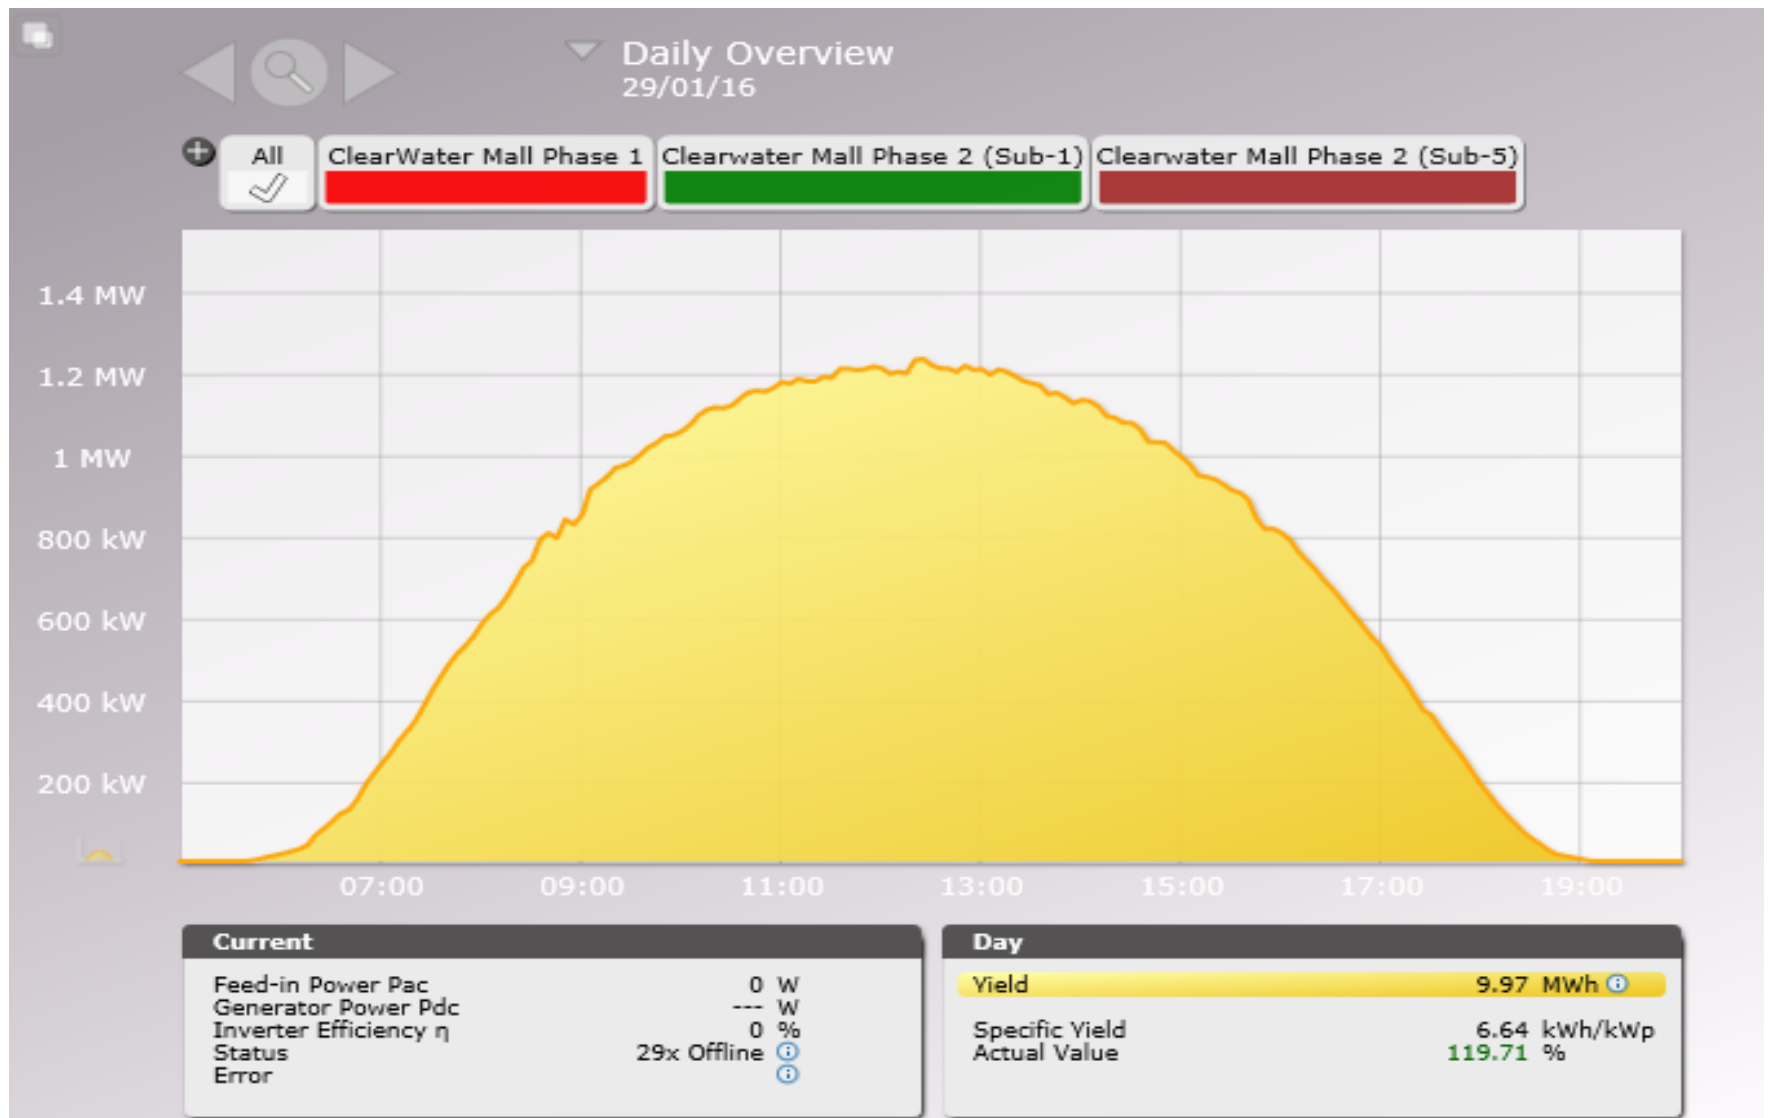 Daily Overview
29/01/16
All
ClearWater Mall Phase 1
Clearwater Mall Phase 2 (Sub-1)
Clearwater Mall Phase 2 (Sub-5)
1.4 MW
1.2 MW
1 MW
800 kW
600 kW
400 kW
200 kW
07:00 09:00 11:00 13:00 15:00 17:00 19:00
Current
Feed-in Power Pac 0 W
Generator Power Pdc --- W
Inverter Efficiency η 0 %
Status 29x Offline
Error
Day
Yield 9.97 MWh
Specific Yield 6.64 kWh/kWp
Actual Value 119.71 %